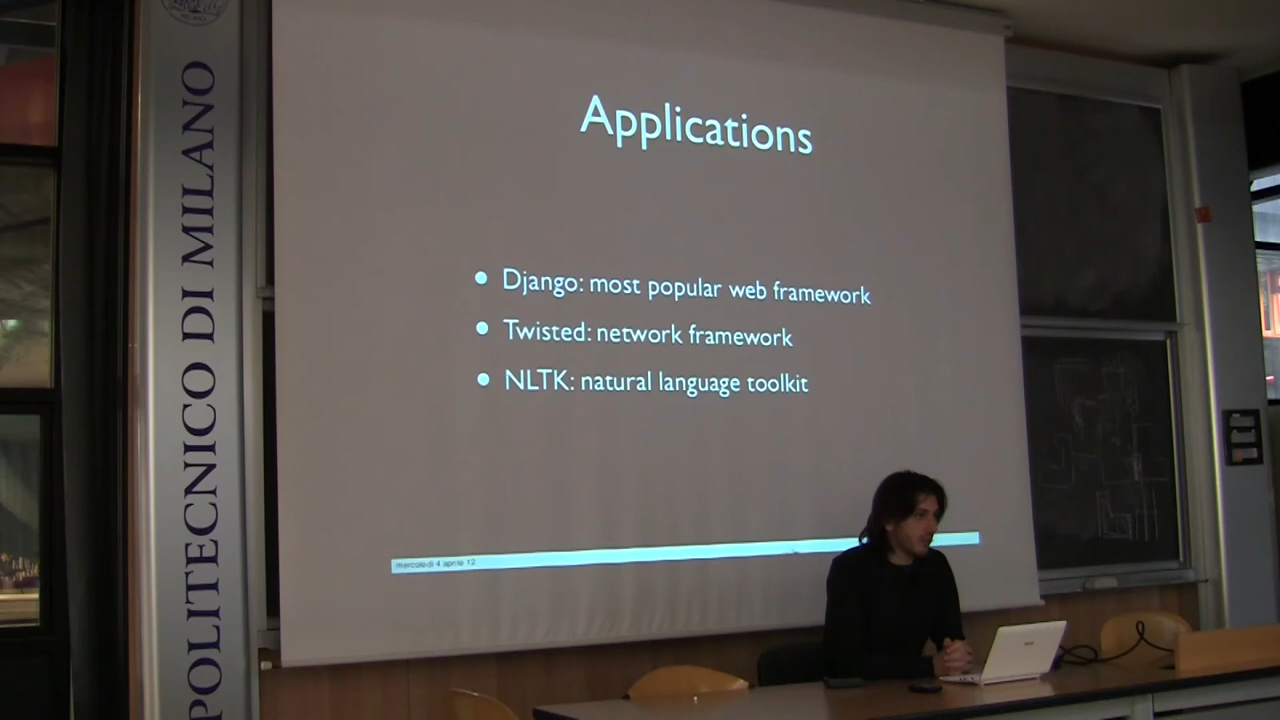 MILANO
POLITECNICO DI MILANO
Applications
Django: most popular web framework
Twisted: network framework
NLTK: natural language toolkit
mercoledì 4 aprile 12